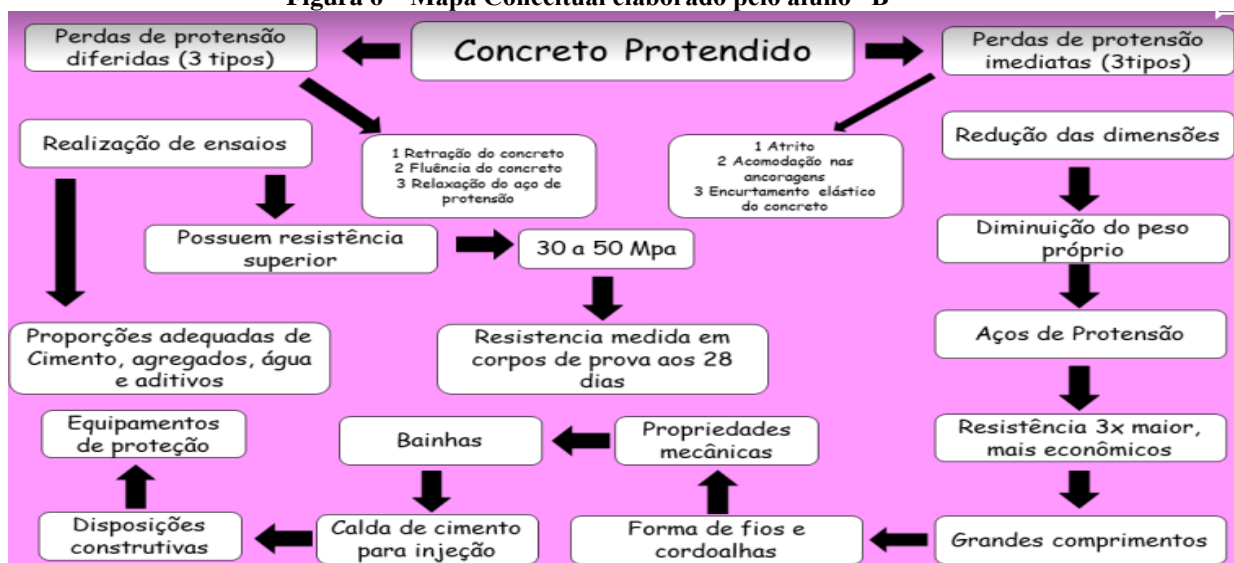 Figura 6 – Mapa Conceitual elaborado pelo aluno "B"
Perdas de protensão
diferidas (3 tipos)
Concreto Protendido
Perdas de protensão
imediatas (3tipos)
Realização de ensaios
1 Retração do concreto
2 Fluência do concreto
3 Relaxação do aço de
protensão
1 Atrito
2 Acomodação nas
ancoragens
3 Encurtamento elástico
do concreto
Redução das dimensões
Possuem resistência
superior
30 a 50 Mpa
Diminuição do peso
próprio
Proporções adequadas de
Cimento, agregados, água
e aditivos
Resistencia medida em
corpos de prova aos 28
dias
Aços de Protensão
Equipamentos
de proteção
Bainhas
Propriedades
mecânicas
Resistência 3x maior,
mais econômicos
Disposições
construtivas
Calda de cimento
para injeção
Forma de fios e
cordoalhas
Grandes comprimentos